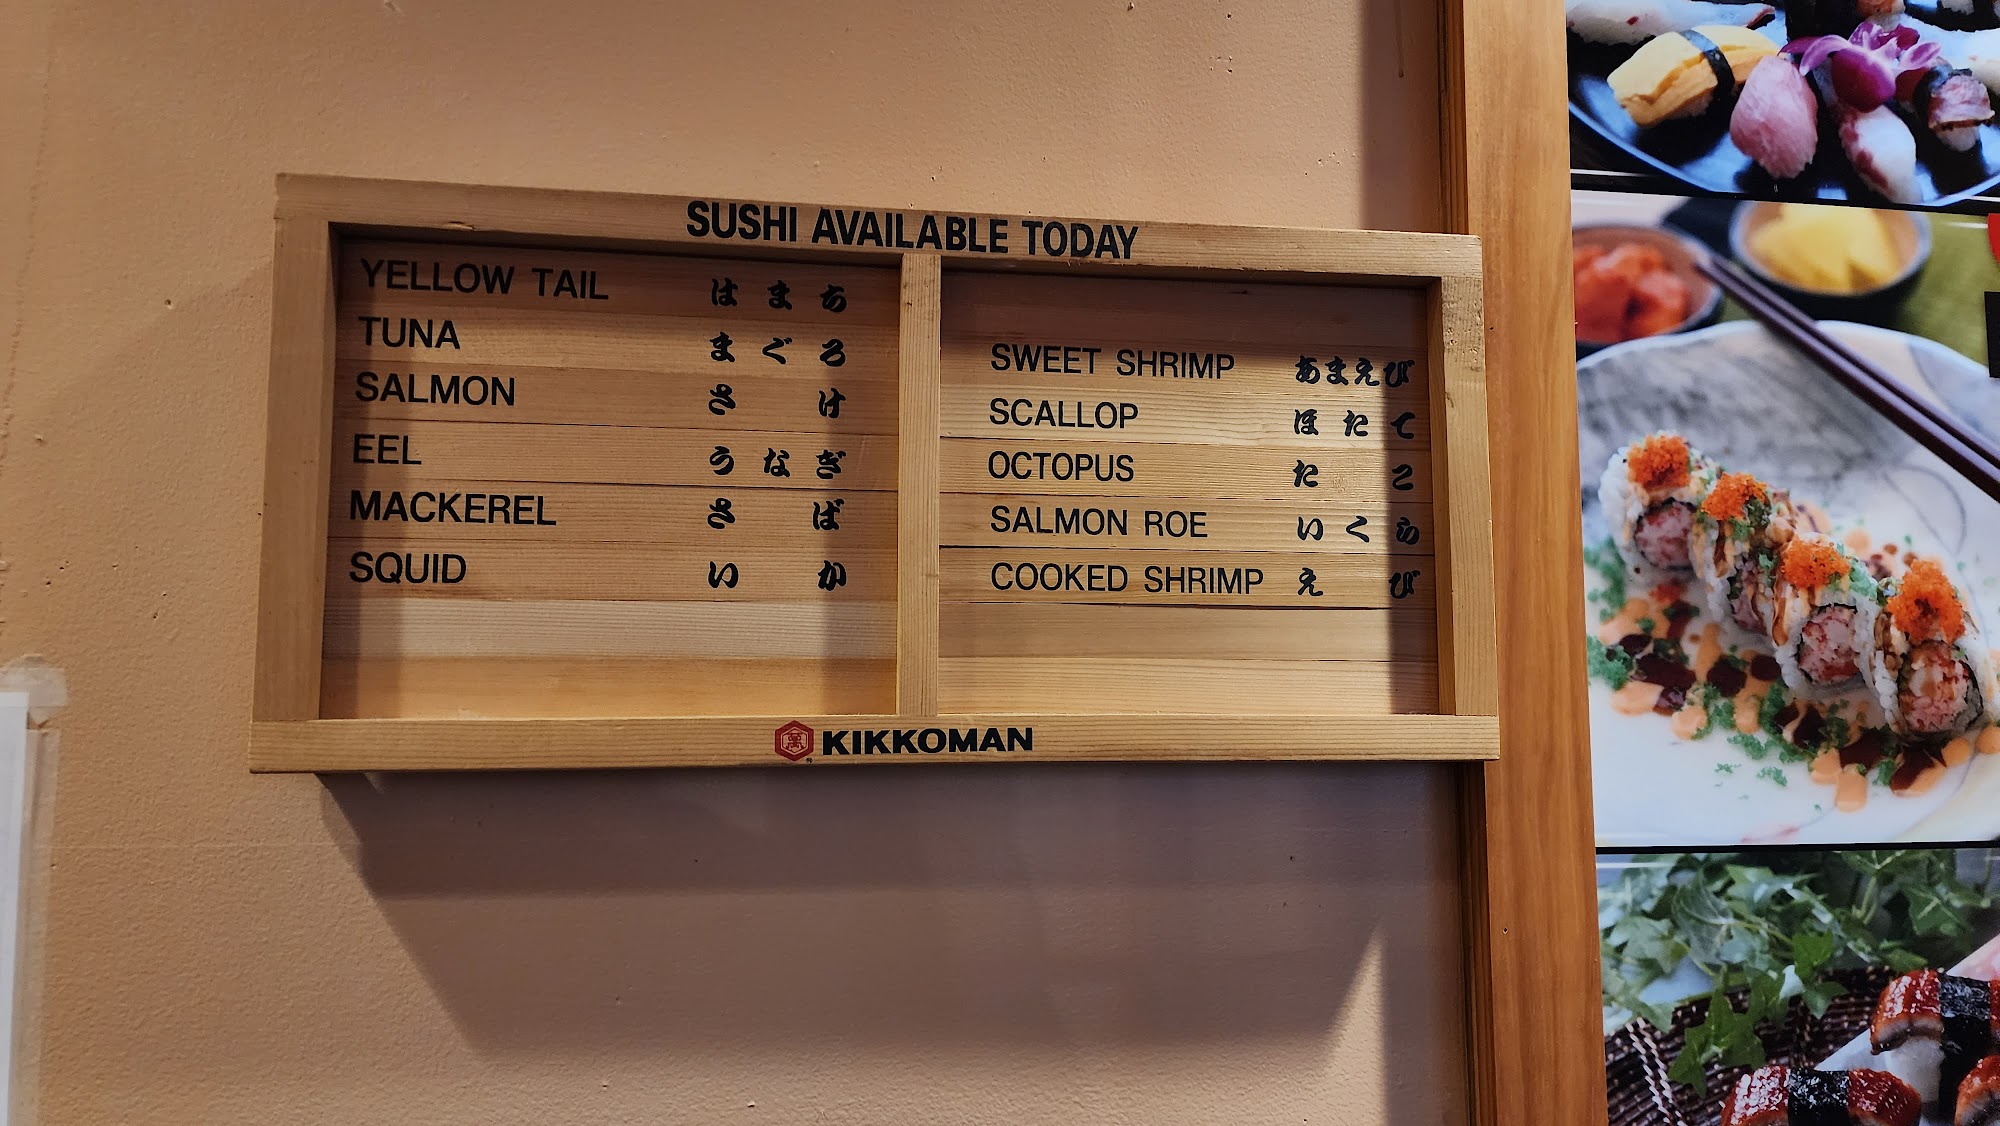 SUSHI AVAILABLE TODAY
YELLOW TAIL はまち
TUNA まぐろ
SALMON さけ
EEL うなぎ
MACKEREL さば
SQUID いか
SWEET SHRIMP あまえび
SCALLOP ほたて
OCTOPUS たこ
SALMON ROE いくら
COOKED SHRIMP えび
KIKKOMAN